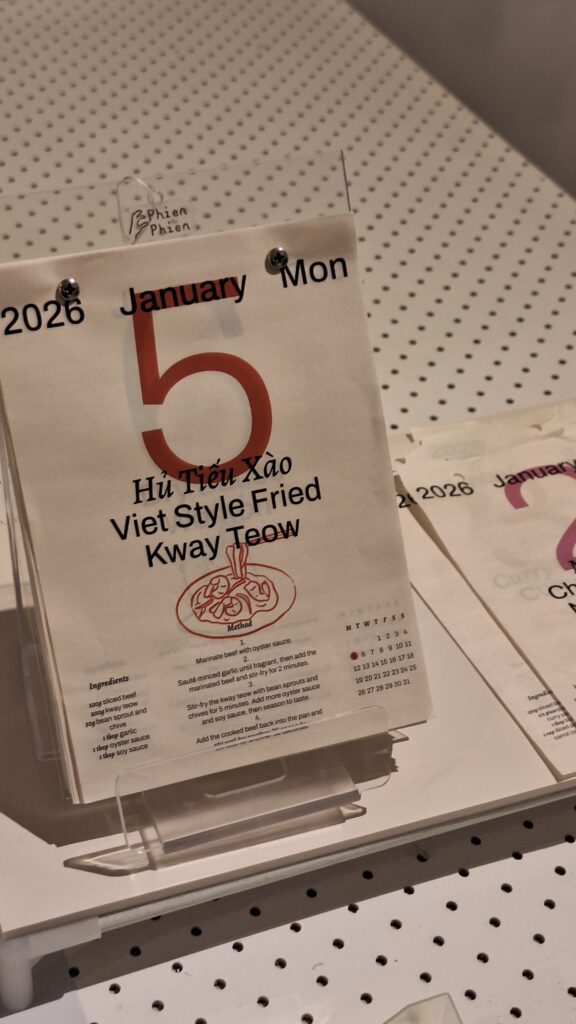 Phien
Phien
2026 January Mon
5
Hủ Tiếu Xào
Viet Style Fried
Kway Teow
Method
1.
Marinate beef with oyster sauce.
2.
Sauté minced garlic until fragrant, then add the
marinated beef and stir-fry for 2 minutes.
3.
Stir-fry the kway teow with bean sprouts and
chives for 5 minutes. Add more oyster sauce
and soy sauce, then season to taste.
4.
Add the cooked beef back into the pan and
Ingredients
100g sliced beef
200g kway teow
50g bean sprout and
chive
1 tbsp garlic
1 tbsp oyster sauce
1 tbsp soy sauce
M T W T F S S
1 2 3 4
5 6 7 8 9 10 11
12 13 14 15 16 17 18
19 20 21 22 23 24 25
26 27 28 29 30 31
2026 January
Ingredients